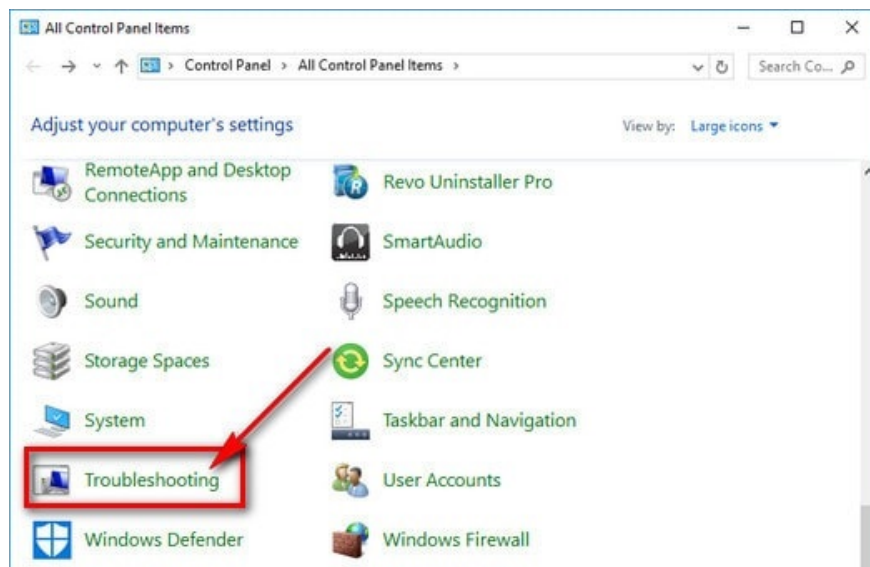 All Control Panel Items
Control Panel > All Control Panel Items >
Search Co...
Adjust your computer's settings
View by: Large icons
RemoteApp and Desktop
Connections
Revo Uninstaller Pro
Security and Maintenance
SmartAudio
Sound
Speech Recognition
Storage Spaces
Sync Center
System
Taskbar and Navigation
Troubleshooting
User Accounts
Windows Defender
Windows Firewall